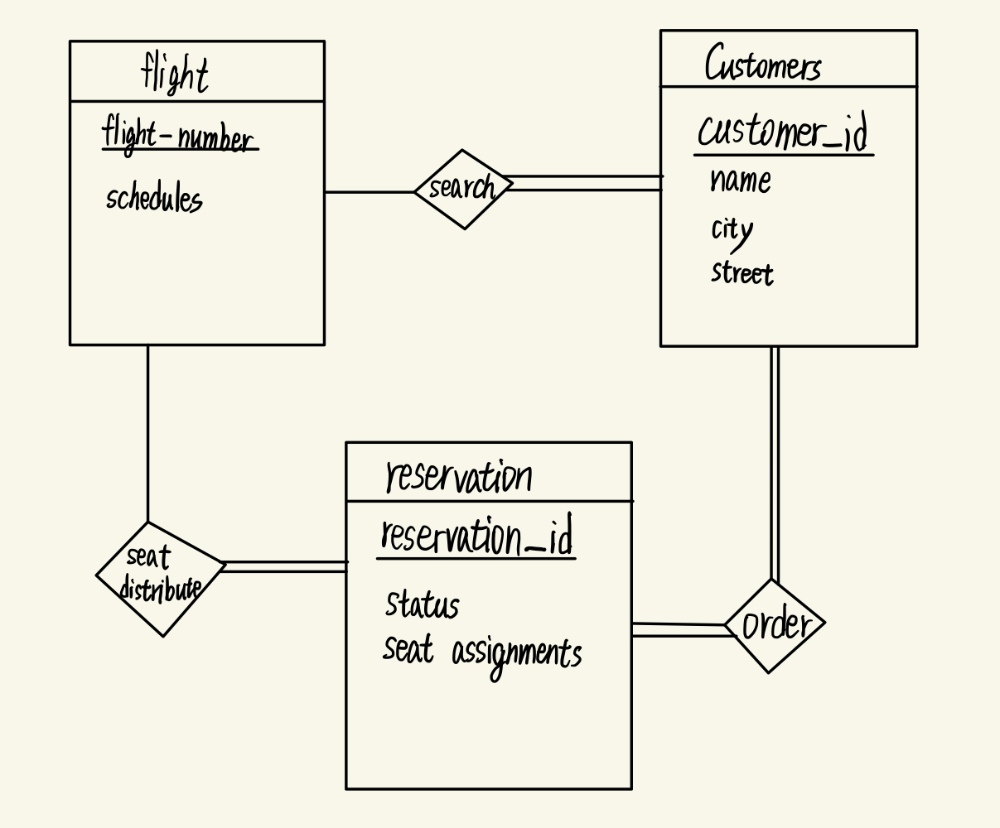 flight
flight-number
schedules
search
Customers
customer_id
name
city
street
seat
distribute
reservation
reservation_id
status
seat assignments
order